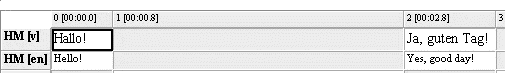 0 [00:00.0] 1 [00:00.8] 2 [00:02.8] 3
HM [v] Hallo! Ja, guten Tag!
HM [en] Hello! Yes, good day!